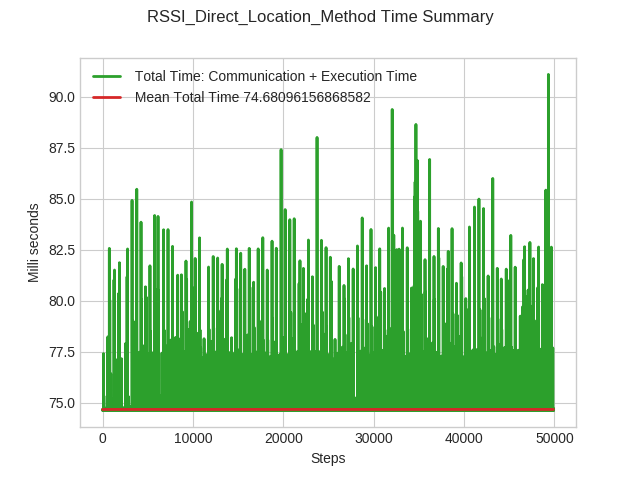 RSSI_Direct_Location_Method Time Summary
Total Time: Communication + Execution Time
Mean Total Time 74.68096156868582
90.0
87.5
85.0
82.5
80.0
77.5
75.0
Milli seconds
0 10000 20000 30000 40000 50000
Steps